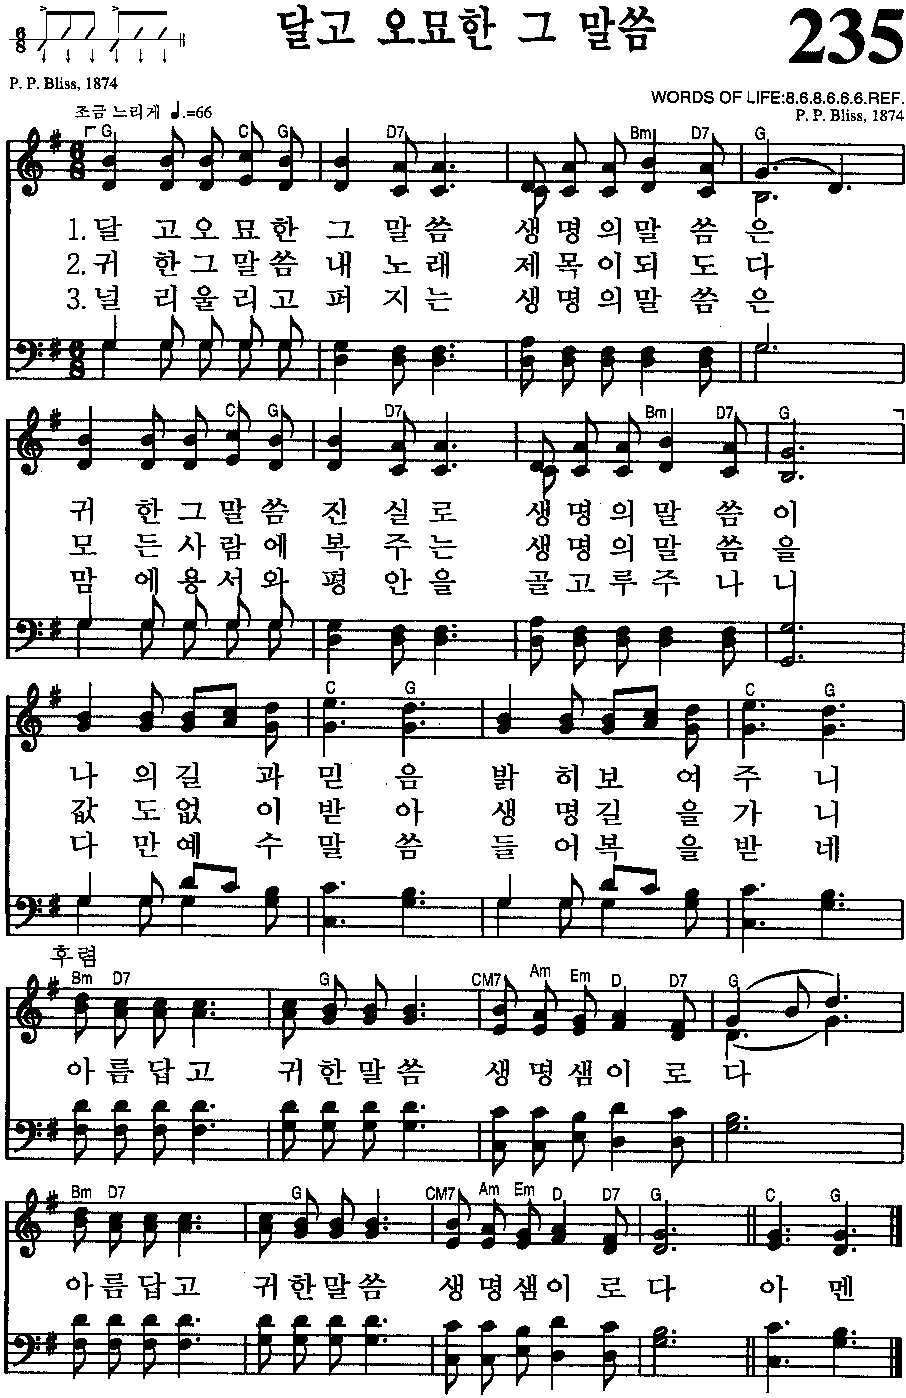 달고 오묘한 그 말씀
235
6/8
P. P. Bliss, 1874
조금 느리게 ♩.=66
WORDS OF LIFE:8.6.8.6.6.6.REF.
P. P. Bliss, 1874
G C G D7 Bm D7 G
1. 달 고 오 묘 한 그 말 씀 생 명 의 말 씀 은
2. 귀 한 그 말 씀 내 노 래 제 목 이 되 도 다
3. 널 리 울 리 고 퍼 지 는 생 명 의 말 씀 은
C G D7 Bm D7 G
귀 한 그 말 씀 진 실 로 생 명 의 말 씀 이
모 든 사 람 에 복 주 는 생 명 의 말 씀 을
맘 에 용 서 와 평 안 을 골 고 루 주 나 니
C G C G
나 의 길 과 믿 음 밝 히 보 여 주 니
값 도 없 이 받 아 생 명 길 을 가 니
다 만 예 수 말 씀 들 어 복 을 받 네
후렴
Bm D7 G CM7 Am Em D D7 G
아 름 답 고 귀 한 말 씀 생 명 샘 이 로 다
Bm D7 G CM7 Am Em D D7 G C G
아 름 답 고 귀 한 말 씀 생 명 샘 이 로 다 아 멘